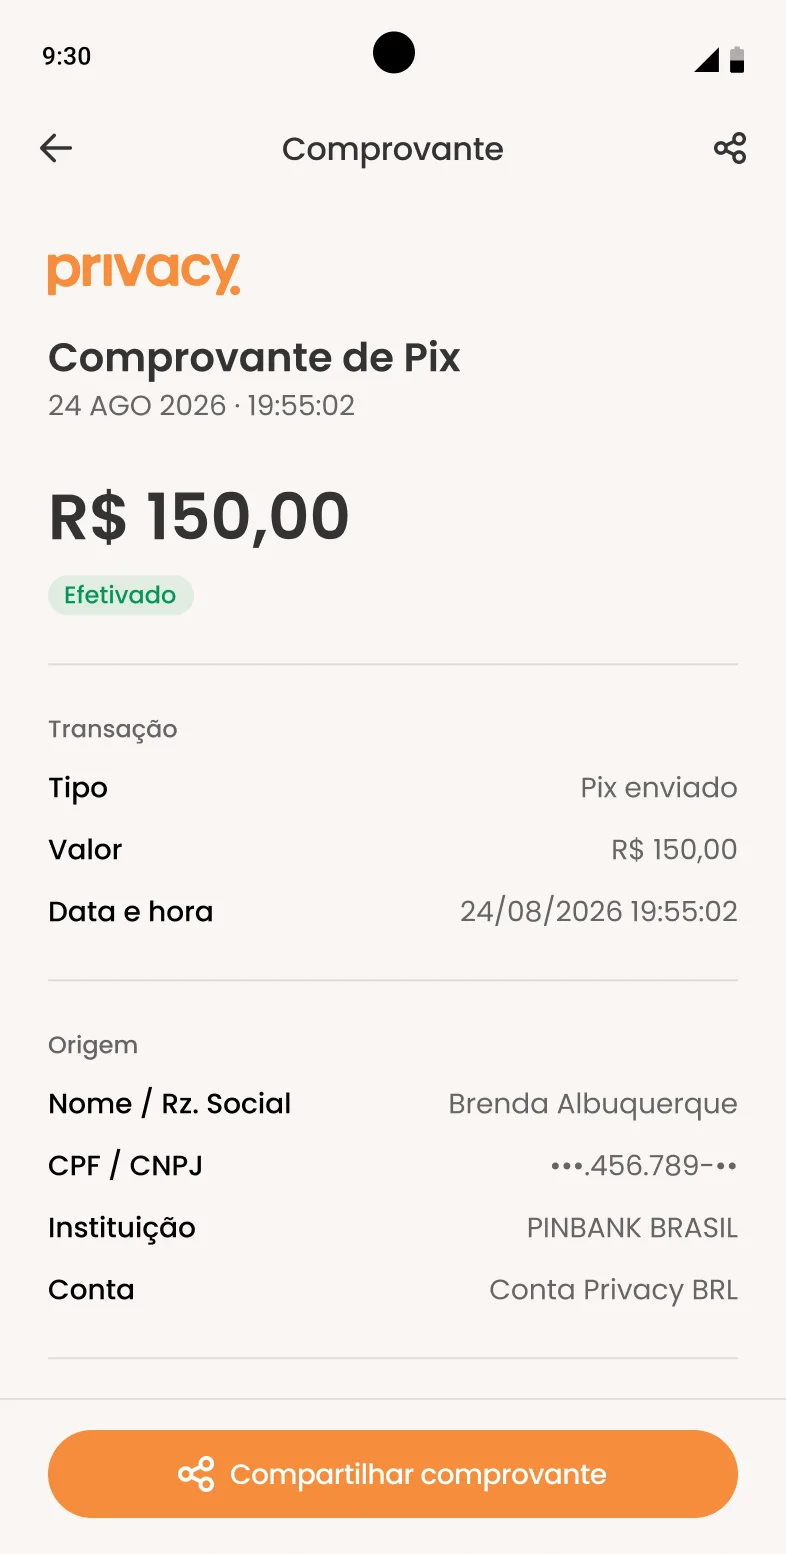 9:30
Comprovante
privacy.
Comprovante de Pix
24 AGO 2026 · 19:55:02
R$ 150,00
Efetivado
Transação
Tipo Pix enviado
Valor R$ 150,00
Data e hora 24/08/2026 19:55:02
Origem
Nome / Rz. Social Brenda Albuquerque
CPF / CNPJ •••.456.789-••
Instituição PINBANK BRASIL
Conta Conta Privacy BRL
Compartilhar comprovante